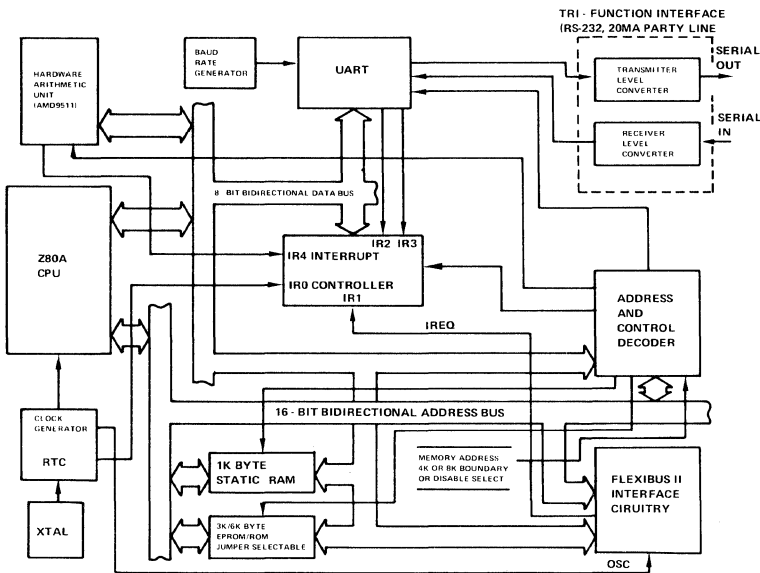 TRI - FUNCTION INTERFACE
(RS-232, 20MA PARTY LINE
HARDWARE
ARITHMETIC
UNIT
(AMD9511)
BAUD
RATE
GENERATOR
UART
TRANSMITTER
LEVEL
CONVERTER
SERIAL
OUT
RECEIVER
LEVEL
CONVERTER
SERIAL
IN
8 BIT BIDIRECTIONAL DATA BUS
Z80A
CPU
IR2 IR3
IR4 INTERRUPT
IR0 CONTROLLER
IR1
IREQ
ADDRESS
AND
CONTROL
DECODER
16 - BIT BIDIRECTIONAL ADDRESS BUS
CLOCK
GENERATOR
RTC
XTAL
1K BYTE
STATIC RAM
MEMORY ADDRESS
4K OR 8K BOUNDARY
OR DISABLE SELECT
FLEXIBUS II
INTERFACE
CIRUITRY
3K/6K BYTE
EPROM/ROM
JUMPER SELECTABLE
OSC